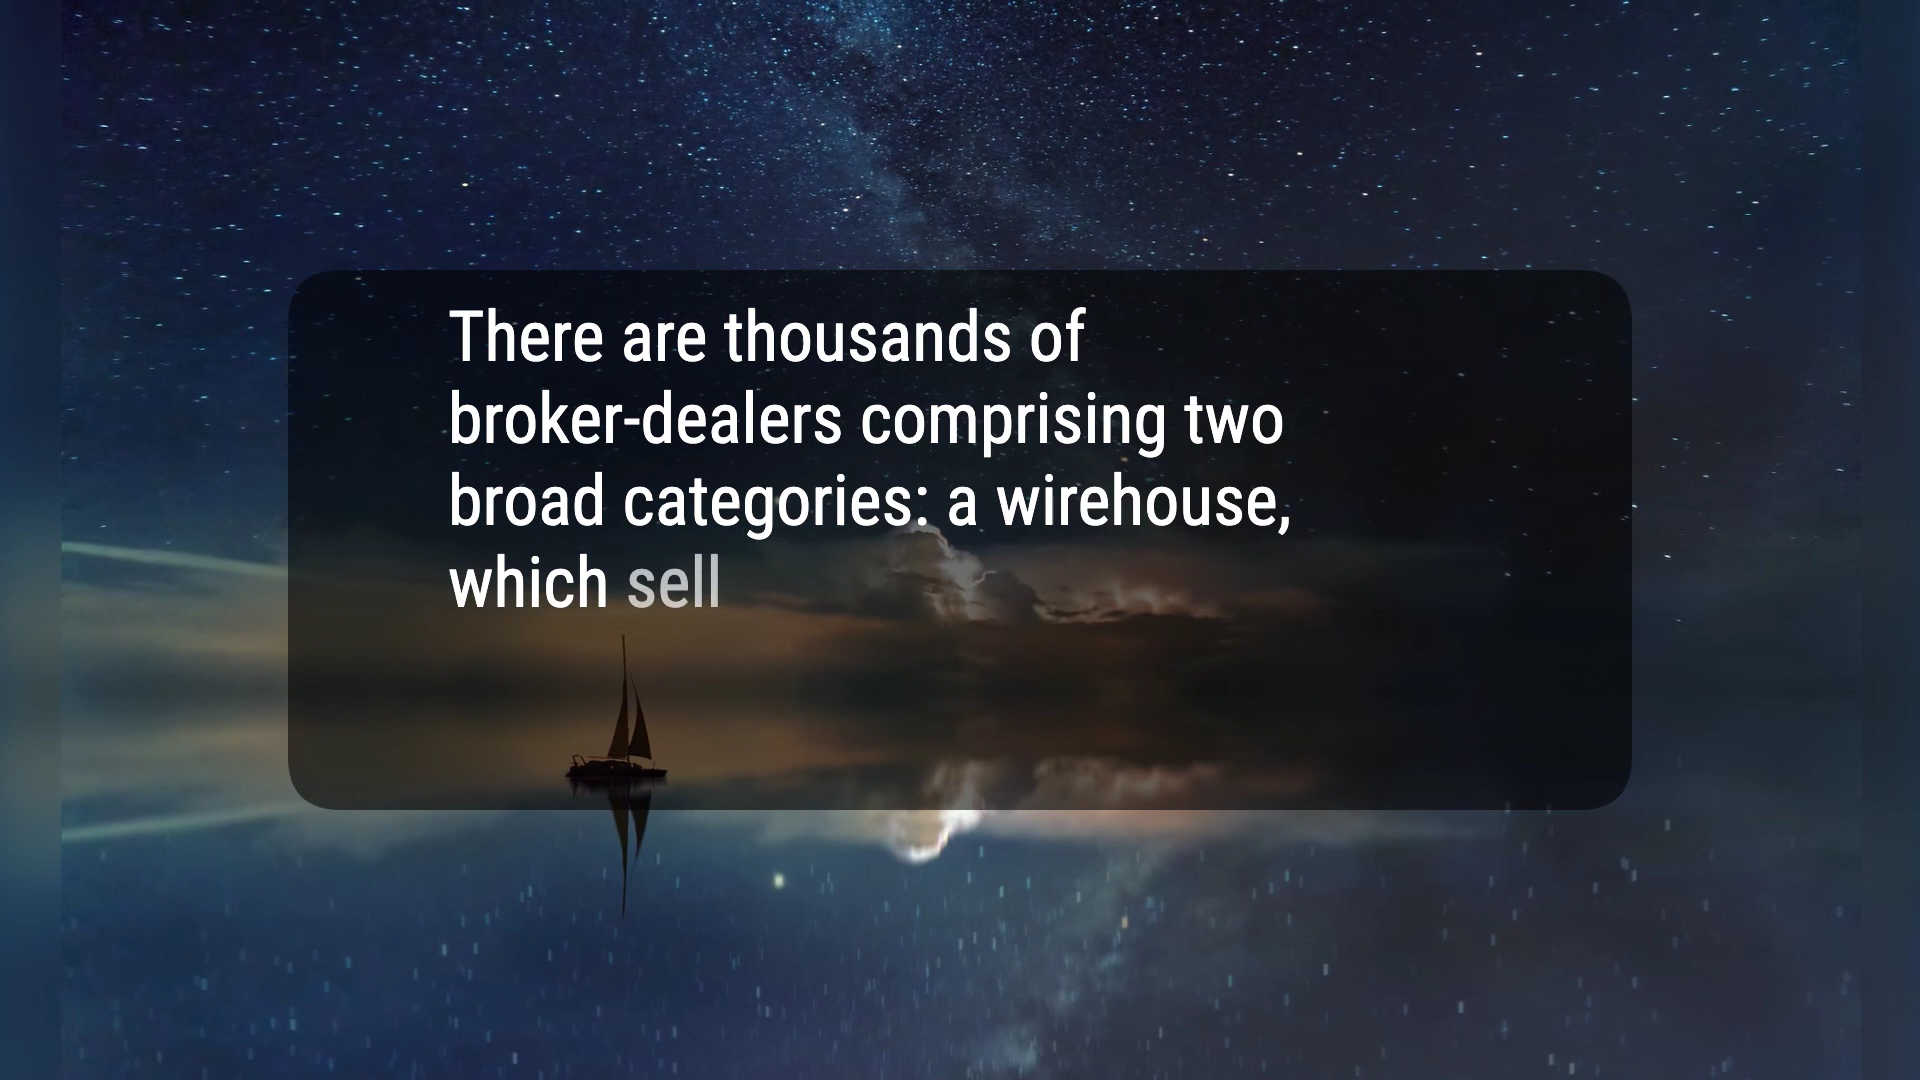 There are thousands of
broker-dealers comprising two
broad categories: a wirehouse,
which sell